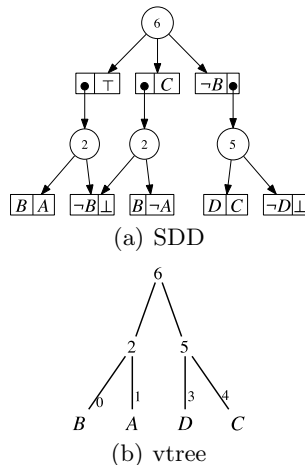 6
⊤ C ¬B
2 2 5
B A ¬B ⊥ B ¬A D C ¬D ⊥
(a) SDD
6
2 5
0 1 3 4
B A D C
(b) vtree